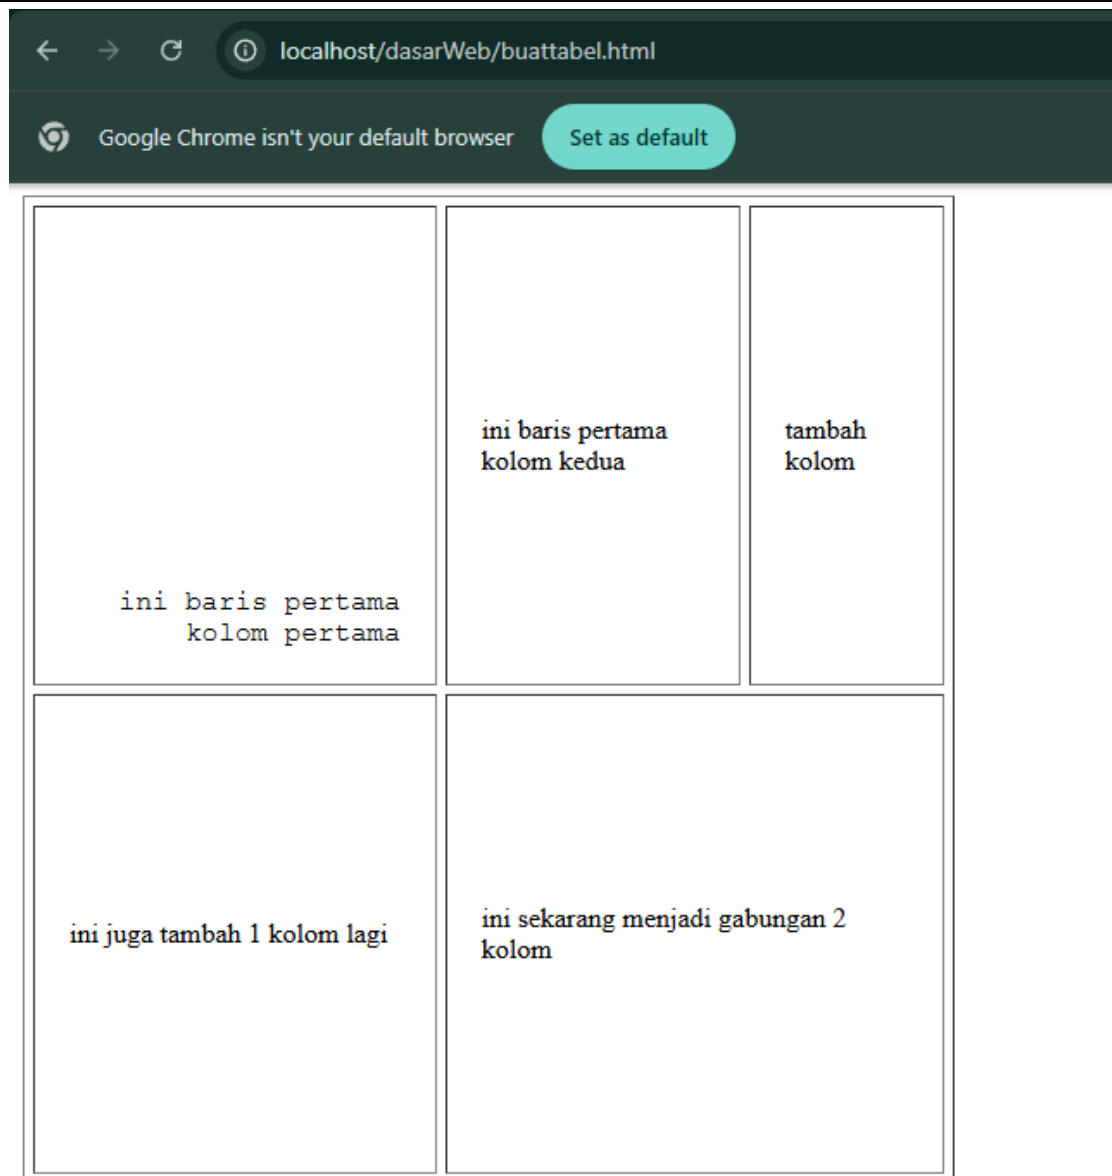 localhost/dasarWeb/buattabel.html
Google Chrome isn't your default browser
Set as default
ini baris pertama
kolom pertama
ini baris pertama
kolom kedua
tambah
kolom
ini juga tambah 1 kolom lagi
ini sekarang menjadi gabungan 2
kolom